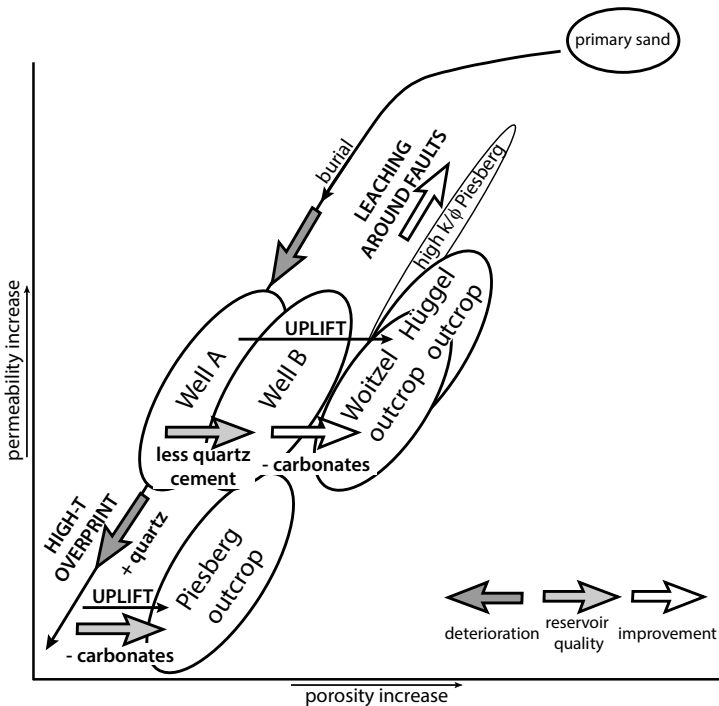 primary sand
burial
LEACHING
AROUND FAULTS
high k/ϕ Piesberg
permeability increase
UPLIFT
Well A
Well B
Woitzel
outcrop
Hüggel
outcrop
less quartz
cement
- carbonates
HIGH-T
OVERPRINT
+ quartz
Piesberg
outcrop
UPLIFT
- carbonates
deterioration
reservoir
quality
improvement
porosity increase